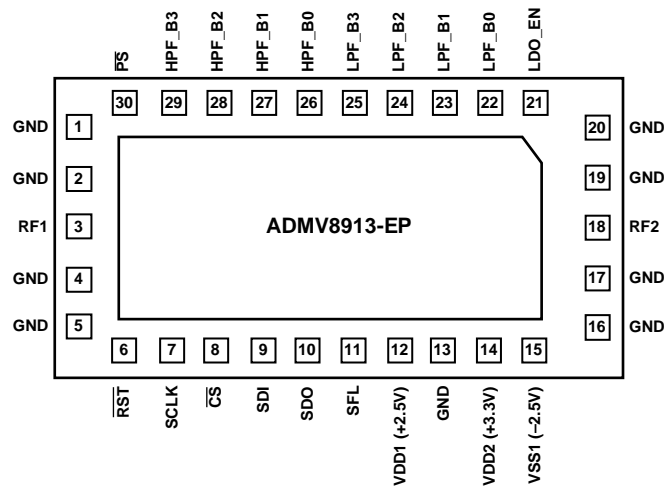 PS HPF_B3 HPF_B2 HPF_B1 HPF_B0 LPF_B3 LPF_B2 LPF_B1 LPF_B0 LDO_EN
30 29 28 27 26 25 24 23 22 21
GND 1 20 GND
GND 2 19 GND
RF1 3 ADMV8913-EP 18 RF2
GND 4 17 GND
GND 5 16 GND
6 7 8 9 10 11 12 13 14 15
RST SCLK CS SDI SDO SFL VDD1 (+2.5V) GND VDD2 (+3.3V) VSS1 (–2.5V)